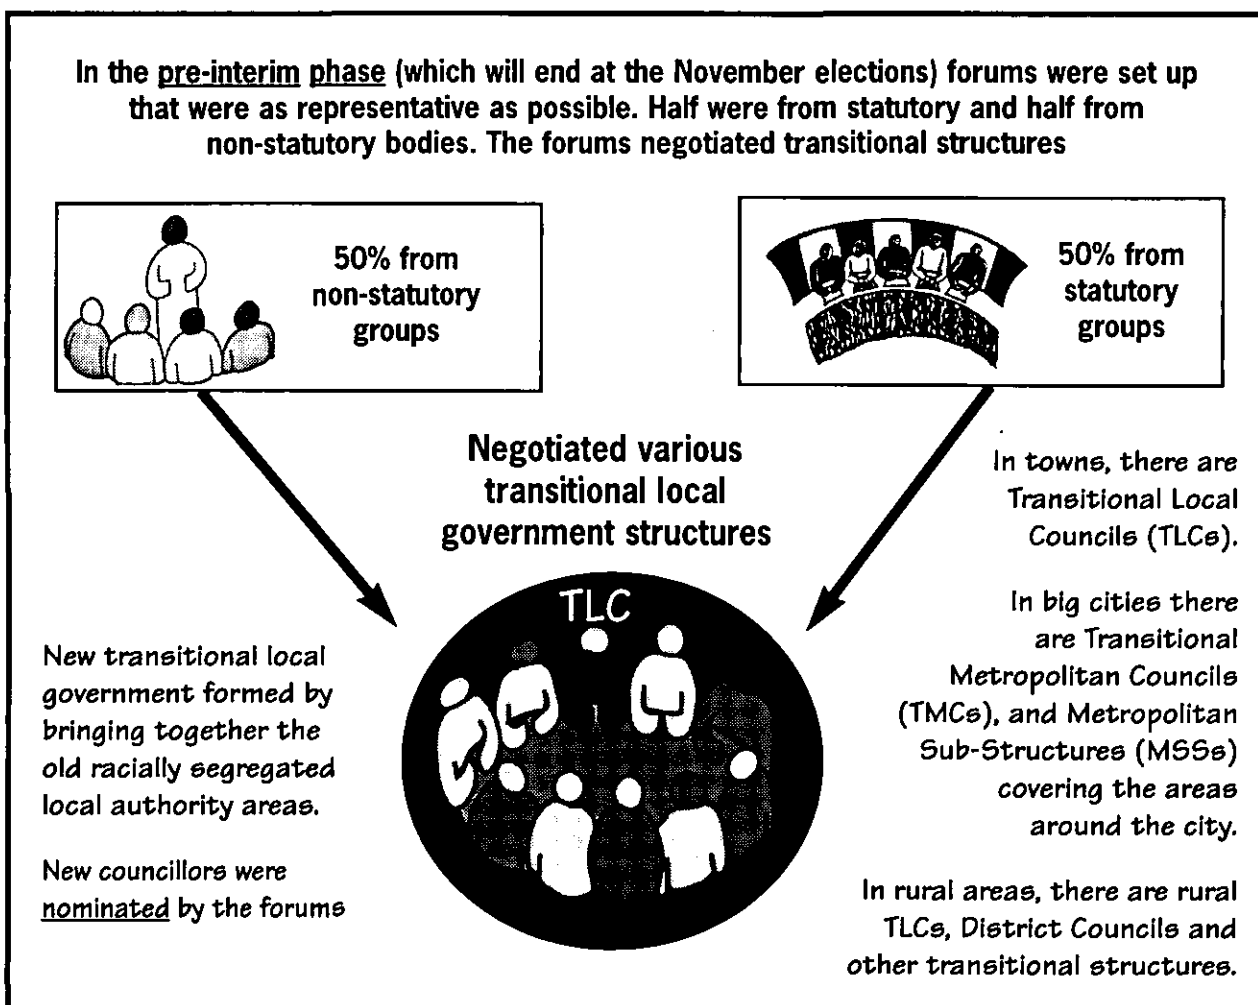 In the pre-interim phase (which will end at the November elections) forums were set up
that were as representative as possible. Half were from statutory and half from
non-statutory bodies. The forums negotiated transitional structures
50% from
non-statutory
groups
50% from
statutory
groups
Negotiated various
transitional local
government structures
TLC
New transitional local
government formed by
bringing together the
old racially segregated
local authority areas.
New councillors were
nominated by the forums
In towns, there are
Transitional Local
Councils (TLCs).
In big cities there
are Transitional
Metropolitan Councils
(TMCs), and Metropolitan
Sub-Structures (MSSs)
covering the areas
around the city.
In rural areas, there are rural
TLCs, District Councils and
other transitional structures.